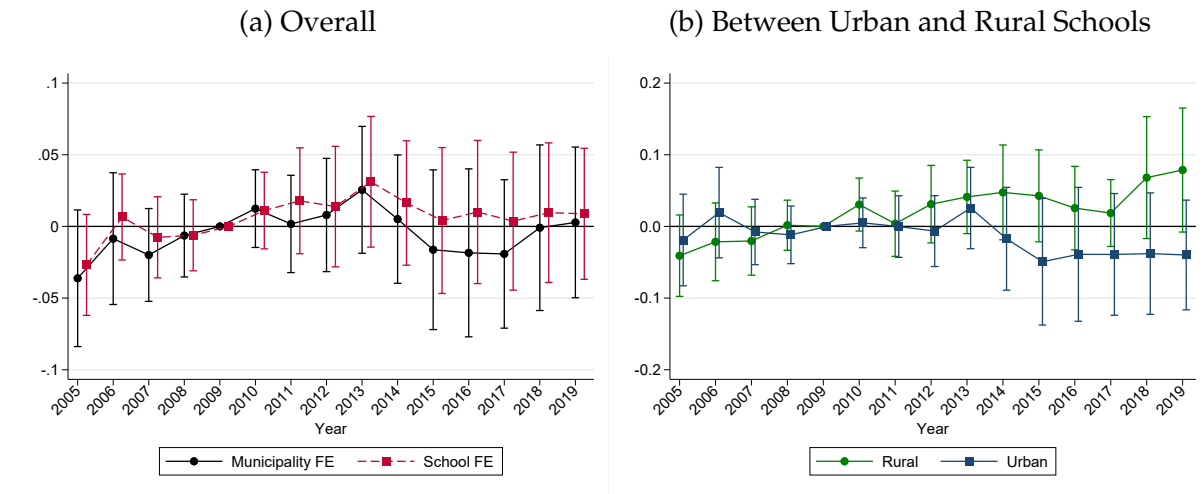 (a) Overall
.1
.05
0
-.05
-.1
2005 2006 2007 2008 2009 2010 2011 2012 2013 2014 2015 2016 2017 2018 2019
Year
Municipality FE School FE
(b) Between Urban and Rural Schools
0.2
0.1
0.0
-0.1
-0.2
2005 2006 2007 2008 2009 2010 2011 2012 2013 2014 2015 2016 2017 2018 2019
Year
Rural Urban